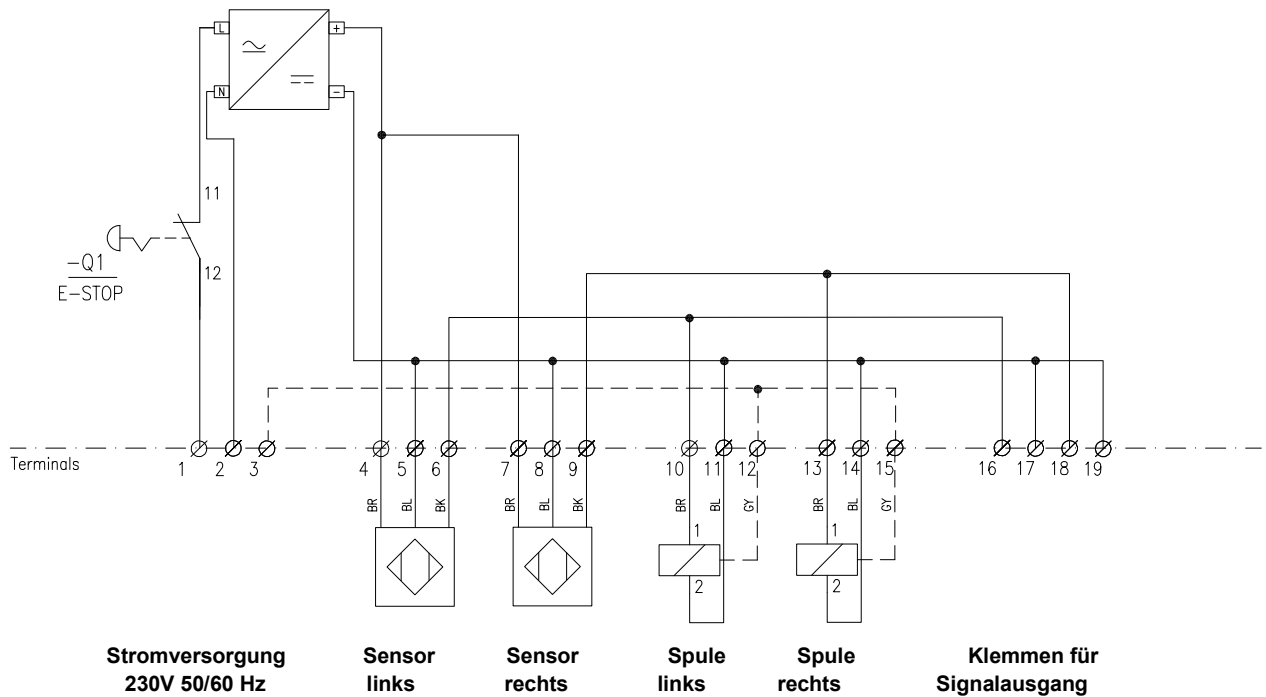 L
+
N
-
11
-Q1
12
E-STOP
Terminals
1 2 3 4 5 6 7 8 9 10 11 12 13 14 15 16 17 18 19
BR BL BK BR BL BK BR BL GY BR BL GY
1 1
2 2
Stromversorgung Sensor Sensor Spule Spule Klemmen für
230V 50/60 Hz links rechts links rechts Signalausgang